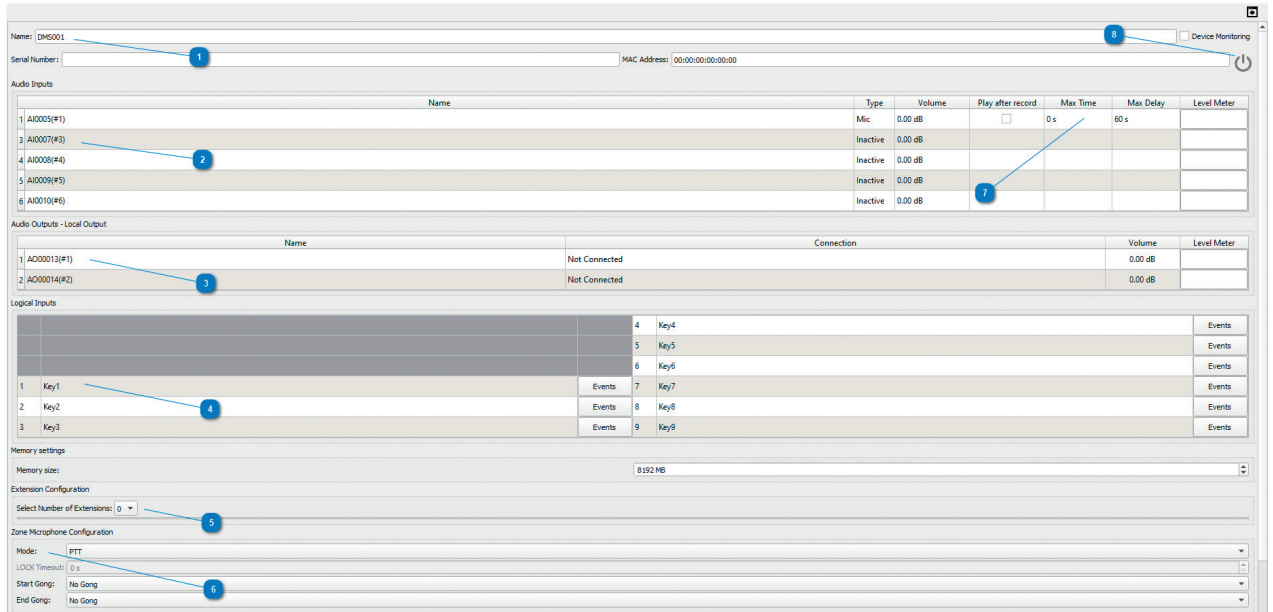 Name: DMS001 8 Device Monitoring
1
Serial Number: MAC Address: 00:00:00:00:00:00
Audio Inputs
Name Type Volume Play after record Max Time Max Delay Level Meter
1 AI0005(#1) Mic 0.00 dB 0 s 60 s
3 AI0007(#3) Inactive 0.00 dB
2
4 AI0008(#4) Inactive 0.00 dB
5 AI0009(#5) Inactive 0.00 dB
7
6 AI0010(#6) Inactive 0.00 dB
Audio Outputs - Local Output
Name Connection Volume Level Meter
1 AO00013(#1) Not Connected 0.00 dB
3
2 AO00014(#2) Not Connected 0.00 dB
Logical Inputs
4 Key4 Events
5 Key5 Events
6 Key6 Events
1 Key1 Events 7 Key7 Events
4
2 Key2 Events 8 Key8 Events
3 Key3 Events 9 Key9 Events
Memory settings
Memory size: 8192 MB
Extension Configuration
Select Number of Extensions: 0
5
Zone Microphone Configuration
Mode: PTT
LOCK Timeout: 0 s
6
Start Gong: No Gong
End Gong: No Gong